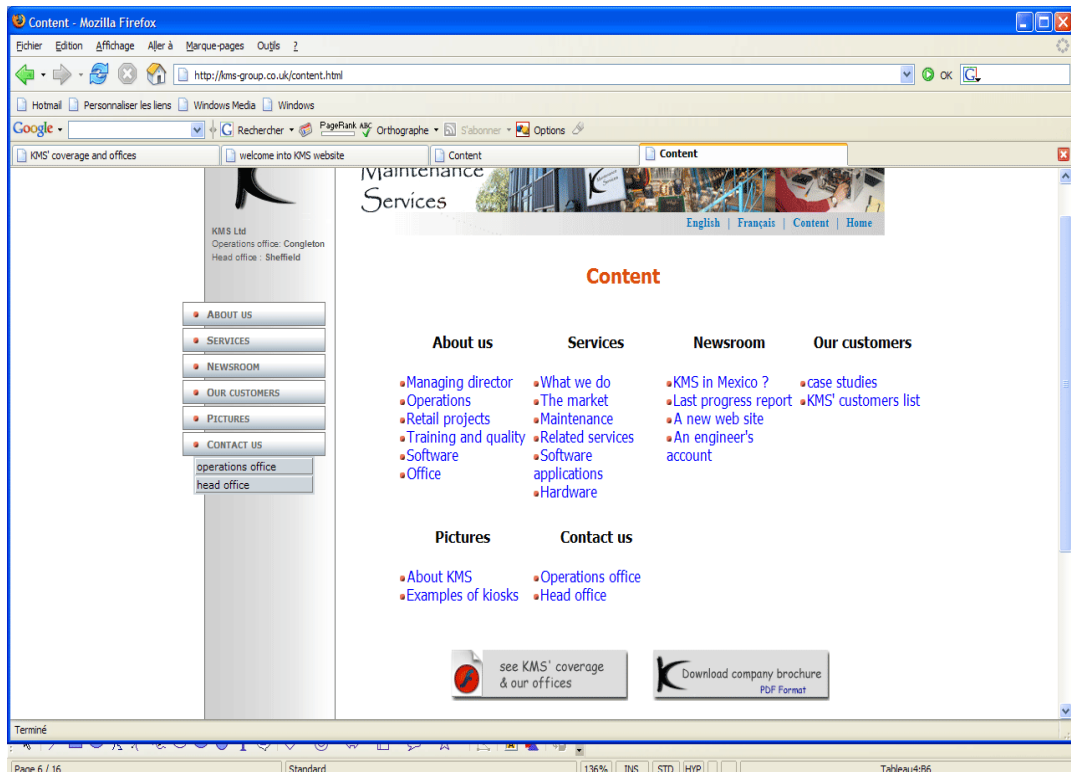 Content - Mozilla Firefox
Fichier Edition Affichage Aller à Marque-pages Outils ?
http://kms-group.co.uk/content.html OK G
Hotmail Personnaliser les liens Windows Media Windows
Google G Rechercher PageRank ABC Orthographe S'abonner Options
KMS' coverage and offices welcome into KMS website Content Content
Maintenance
Services
English | Français | Content | Home
KMS Ltd
Operations office: Congleton
Head office : Sheffield
Content
ABOUT US
SERVICES
NEWSROOM
OUR CUSTOMERS
PICTURES
CONTACT US
operations office
head office
About us Services Newsroom Our customers
Managing director What we do KMS in Mexico ? case studies
Operations The market Last progress report KMS' customers list
Retail projects Maintenance A new web site
Training and quality Related services An engineer's
Software Software account
Office applications
Hardware
Pictures Contact us
About KMS Operations office
Examples of kiosks Head office
see KMS' coverage
& our offices
Download company brochure
PDF Format
Terminé
Page 6 / 16 Standard 136% INS STD HYP Tableau4:B6